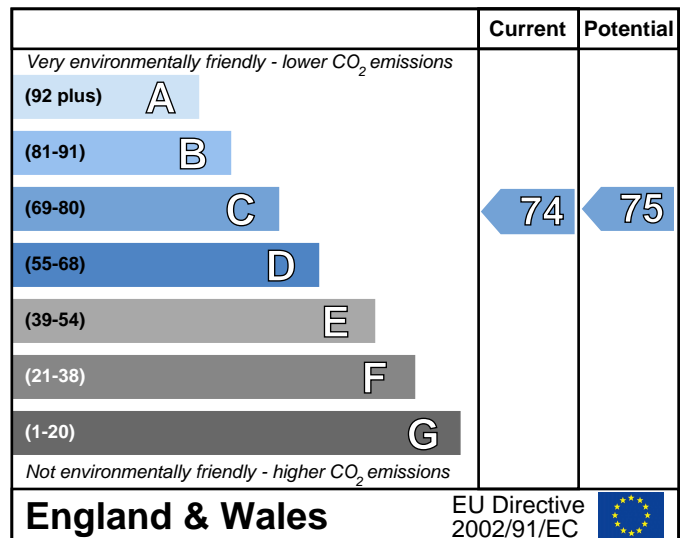 Current Potential
Very environmentally friendly - lower CO2 emissions
(92 plus) A
(81-91) B
(69-80) C 74 75
(55-68) D
(39-54) E
(21-38) F
(1-20) G
Not environmentally friendly - higher CO2 emissions
England & Wales
EU Directive
2002/91/EC